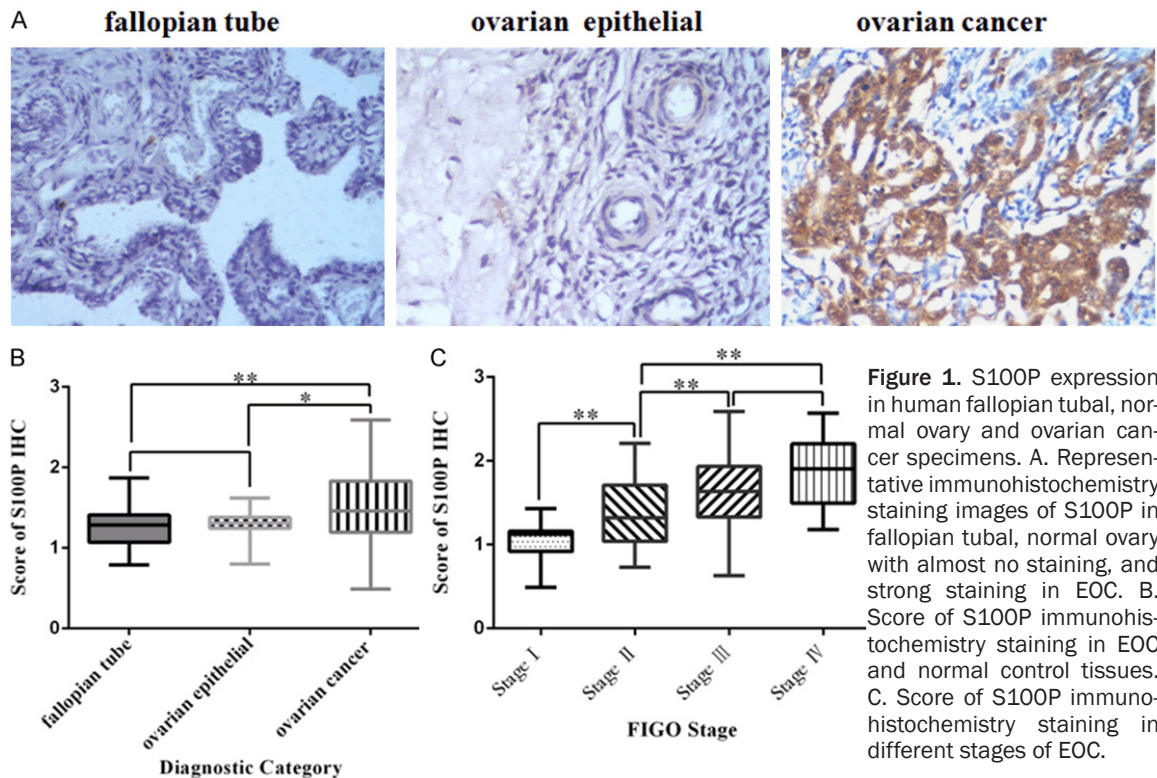 A
fallopian tube
ovarian epithelial
ovarian cancer
B
Score of S100P IHC
3
2
1
0
**
*
fallopian tube
ovarian epithelial
ovarian cancer
Diagnostic Category
C
Score of S100P IHC
3
2
1
0
**
**
**
Stage I
Stage II
Stage III
Stage IV
FIGO Stage
Figure 1. S100P expression
in human fallopian tubal, nor-
mal ovary and ovarian can-
cer specimens. A. Represen-
tative immunohistochemistry
staining images of S100P in
fallopian tubal, normal ovary
with almost no staining, and
strong staining in EOC. B.
Score of S100P immunohis-
tochemistry staining in EOC
and normal control tissues.
C. Score of S100P immuno-
histochemistry staining in
different stages of EOC.